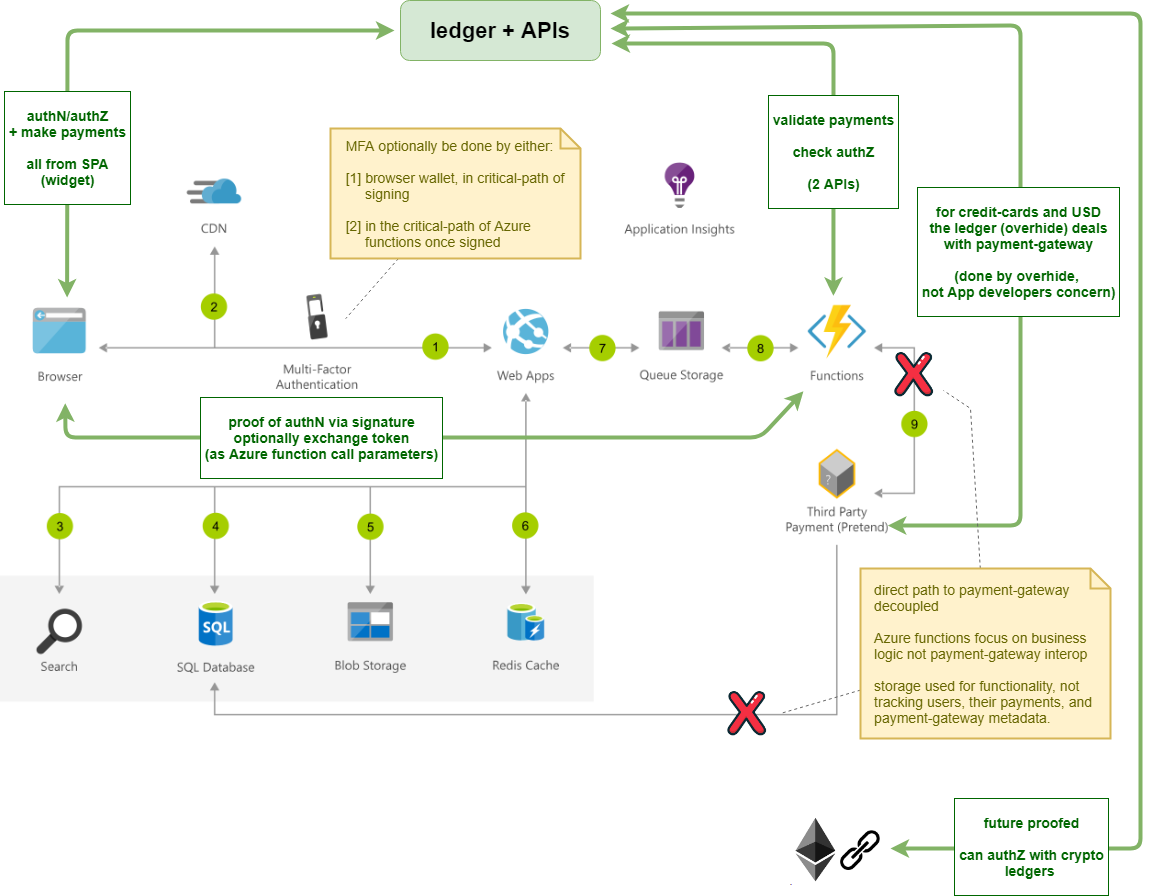 ledger + APIs
authN/authZ
+ make payments
all from SPA
(widget)
MFA optionally be done by either:
[1] browser wallet, in critical-path of
signing
[2] in the critical-path of Azure
functions once signed
validate payments
check authZ
(2 APIs)
for credit-cards and USD
the ledger (overhide) deals
with payment-gateway
(done by overhide,
not App developers concern)
CDN
Application Insights
2
1
7
8
Browser
Multi-Factor
Authentication
Web Apps
Queue Storage
Functions
proof of authN via signature
optionally exchange token
(as Azure function call parameters)
9
?
Third Party
Payment (Pretend)
3
4
5
6
SQL
Search
SQL Database
Blob Storage
Redis Cache
direct path to payment-gateway
decoupled
Azure functions focus on business
logic not payment-gateway interop
storage used for functionality, not
tracking users, their payments, and
payment-gateway metadata.
future proofed
can authZ with crypto
ledgers